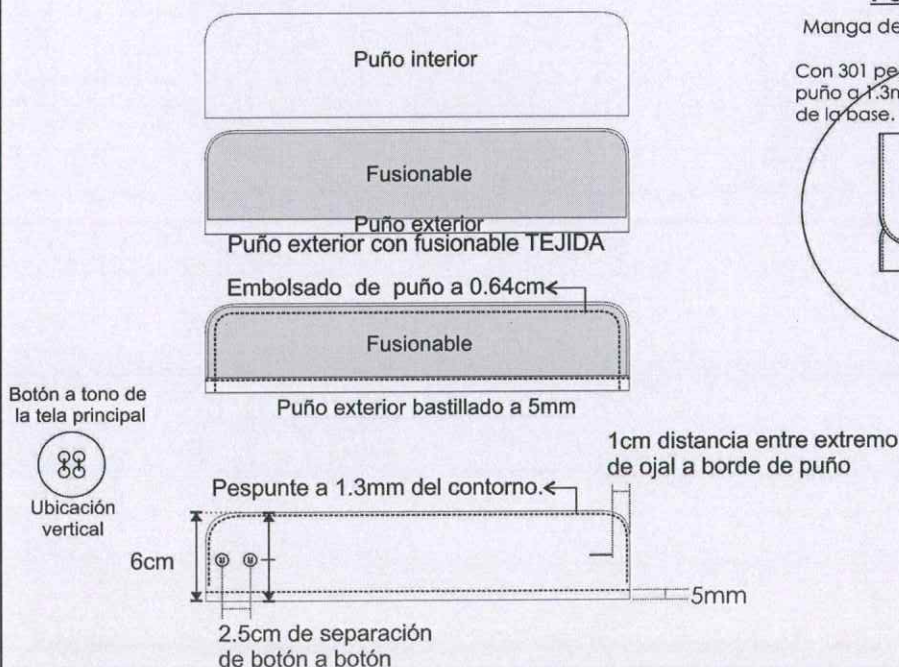 Puño interior
Fusionable
Puño exterior
Puño exterior con fusionable TEJIDA
Embolsado de puño a 0.64cm
Fusionable
Puño exterior bastillado a 5mm
Botón a tono de
la tela principal
Ubicación
vertical
1cm distancia entre extremo
de ojal a borde de puño
Pespunte a 1.3mm del contorno.
6cm
5mm
2.5cm de separación
de botón a botón
Manga de
Con 301
puño a
de la base.